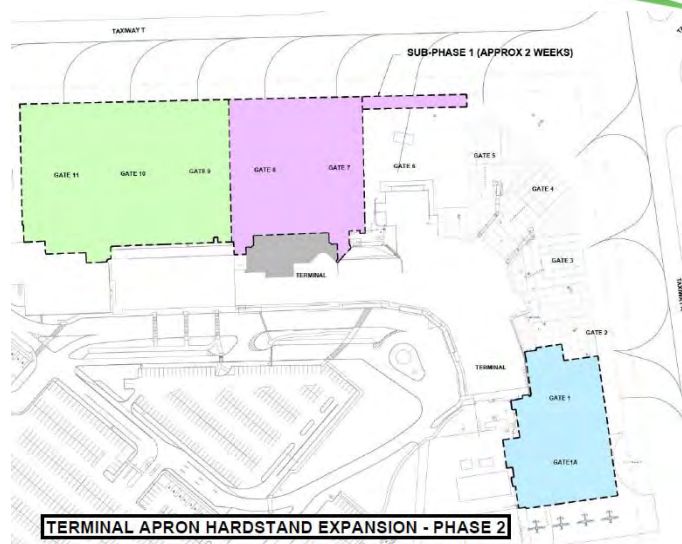 TAXIWAY T
SUB-PHASE 1 (APPROX 2 WEEKS)
GATE 11
GATE 10
GATE 9
GATE 8
GATE 7
GATE 6
GATE 5
GATE 4
GATE 3
GATE 2
TERMINAL
TERMINAL
GATE 1
GATE1A
TERMINAL APRON HARDSTAND EXPANSION - PHASE 2